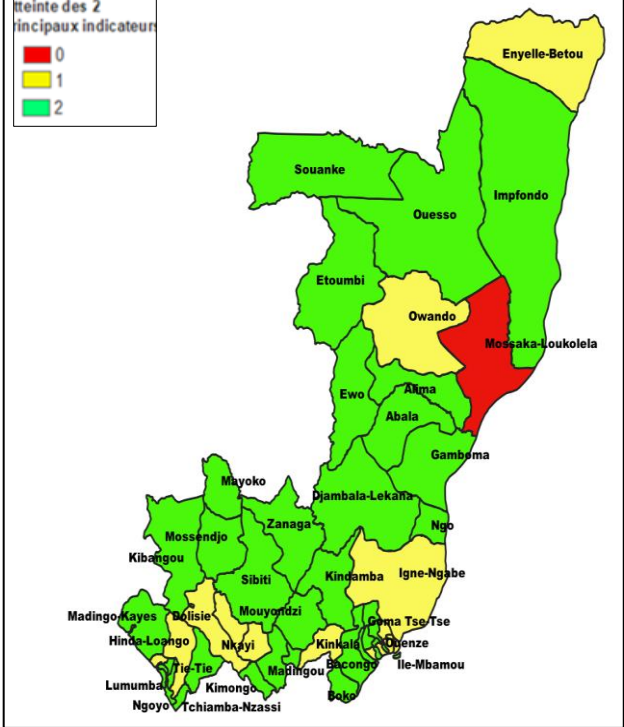 tteinte des 2
rincipaux indicateurs
0
1
2
Enyelle-Betou
Souanke
Impfondo
Ouesso
Etoumbi
Owando
Mossaka-Loukolela
Alima
Ewo
Abala
Gamboma
Mayoko
Djambala-Lekana
Zanaga
Ngo
Mossendjo
Kibangou
Igne-Ngabe
Kindamba
Sibiti
Mouyondzi
Madingo-Kayes
Dolisie
Goma Tse-Tse
Hinda-Loango
Nkayi
Kinkala
Ouenze
Tie-Tie
Madingou
Bacongo
Ile-Mbamou
Lumumba
Kimongo
Boko
Ngoyo
Tchiamba-Nzassi